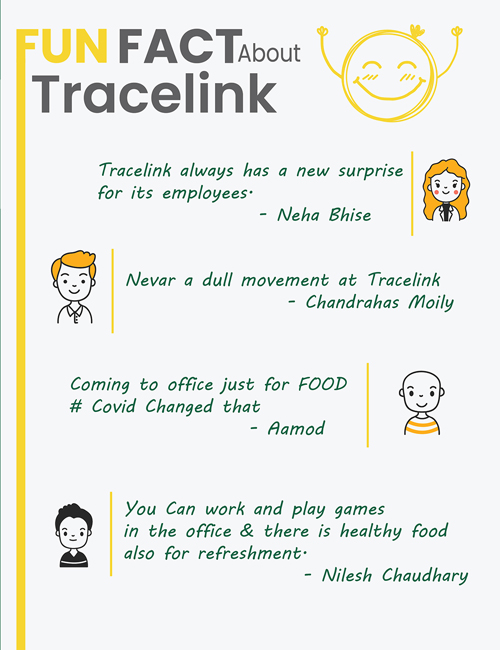 FUN FACT About
Tracelink
Tracelink always has a new surprise
for its employees.
- Neha Bhise
Nevar a dull movement at Tracelink
- Chandrahas Moily
Coming to office just for FOOD
# Covid Changed that
- Aamod
You Can work and play games
in the office & there is healthy food
also for refreshment.
- Nilesh Chaudhary